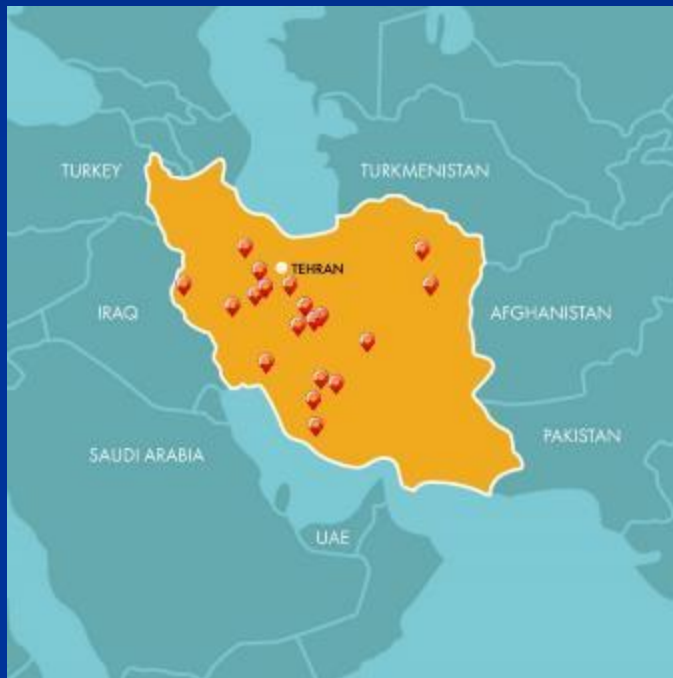 TURKEY
TURKMENISTAN
TEHRAN
IRAQ
AFGHANISTAN
SAUDI ARABIA
PAKISTAN
UAE